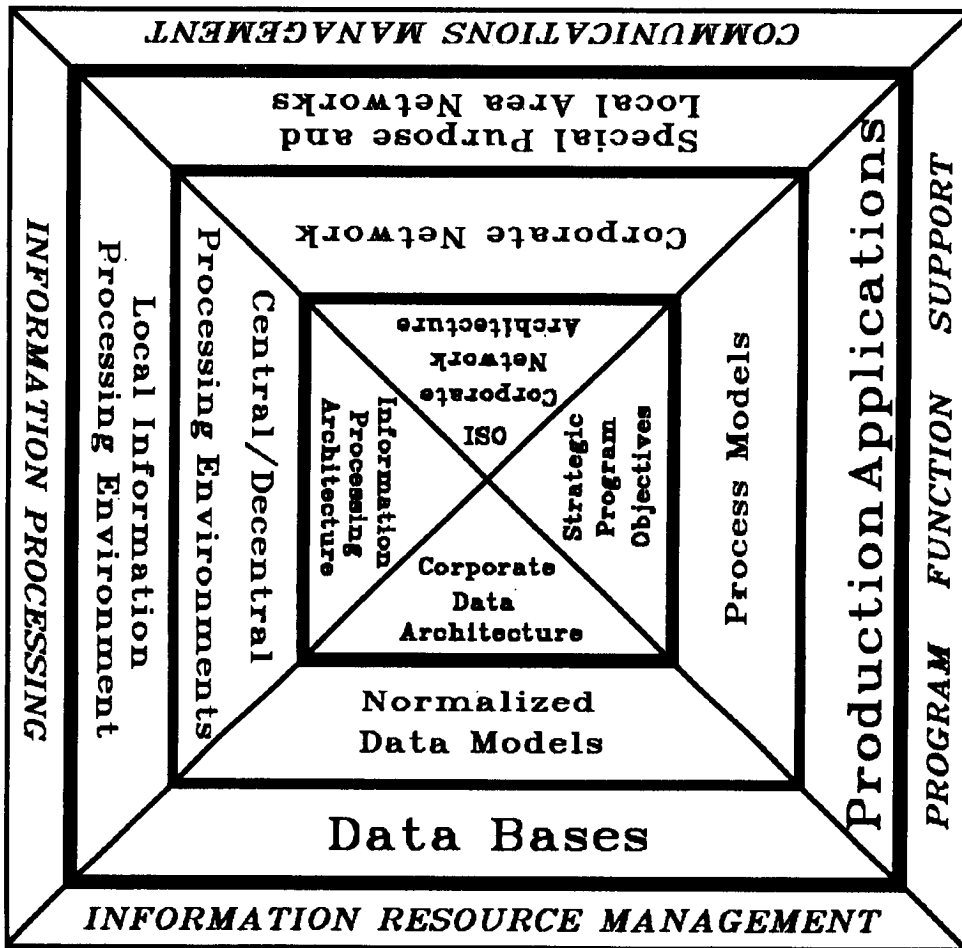 COMMUNICATIONS MANAGEMENT
Special Purpose and
Local Area Networks
Corporate Network
OSI
Corporate
Network
Architecture
INFORMATION PROCESSING
Local Information
Processing Environment
Central/Decentral
Processing Environments
Information
Processing
Architecture
Strategic
Program
Objectives
Process Models
Production Applications
PROGRAM FUNCTION SUPPORT
Corporate
Data
Architecture
Normalized
Data Models
Data Bases
INFORMATION RESOURCE MANAGEMENT